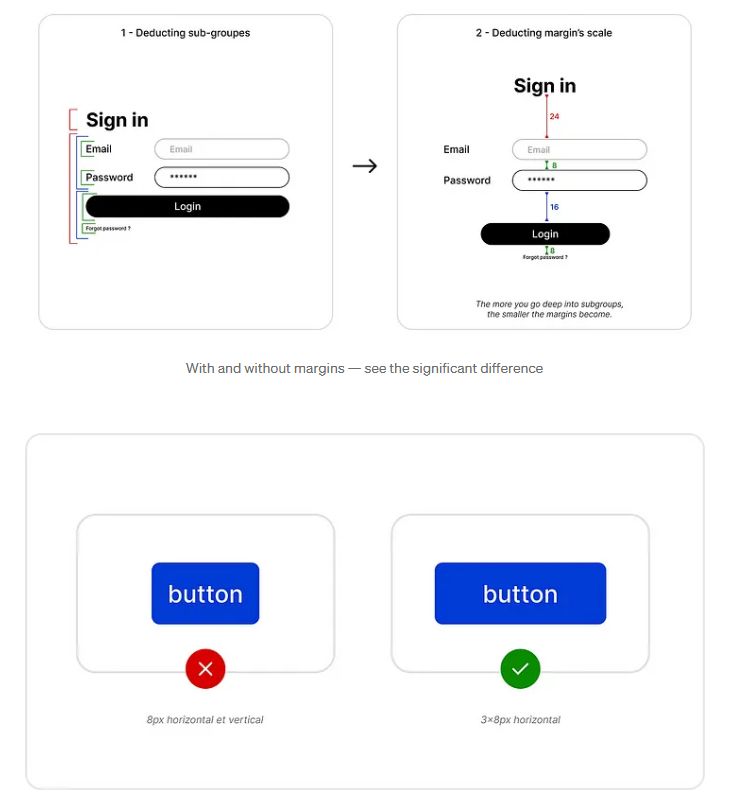 1 - Deducting sub-groupes
Sign in
Email
Email
Password
******
Login
Forgot password ?
2 - Deducting margin's scale
Sign in
24
Email
Email
8
Password
******
16
Login
8
Forgot password ?
The more you go deep into subgroups,
the smaller the margins become.
With and without margins — see the significant difference
button
button
8px horizontal et vertical
3×8px horizontal